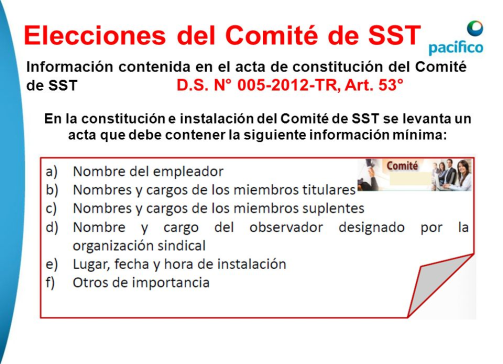 Elecciones del Comité de SST
pacífico
Información contenida en el acta de constitución del Comité
de SST D.S. N° 005-2012-TR, Art. 53°
En la constitución e instalación del Comité de SST se levanta un
acta que debe contener la siguiente información mínima:
Comité
a) Nombre del empleador
b) Nombres y cargos de los miembros titulares
c) Nombres y cargos de los miembros suplentes
d) Nombre y cargo del observador designado por la
organización sindical
e) Lugar, fecha y hora de instalación
f) Otros de importancia